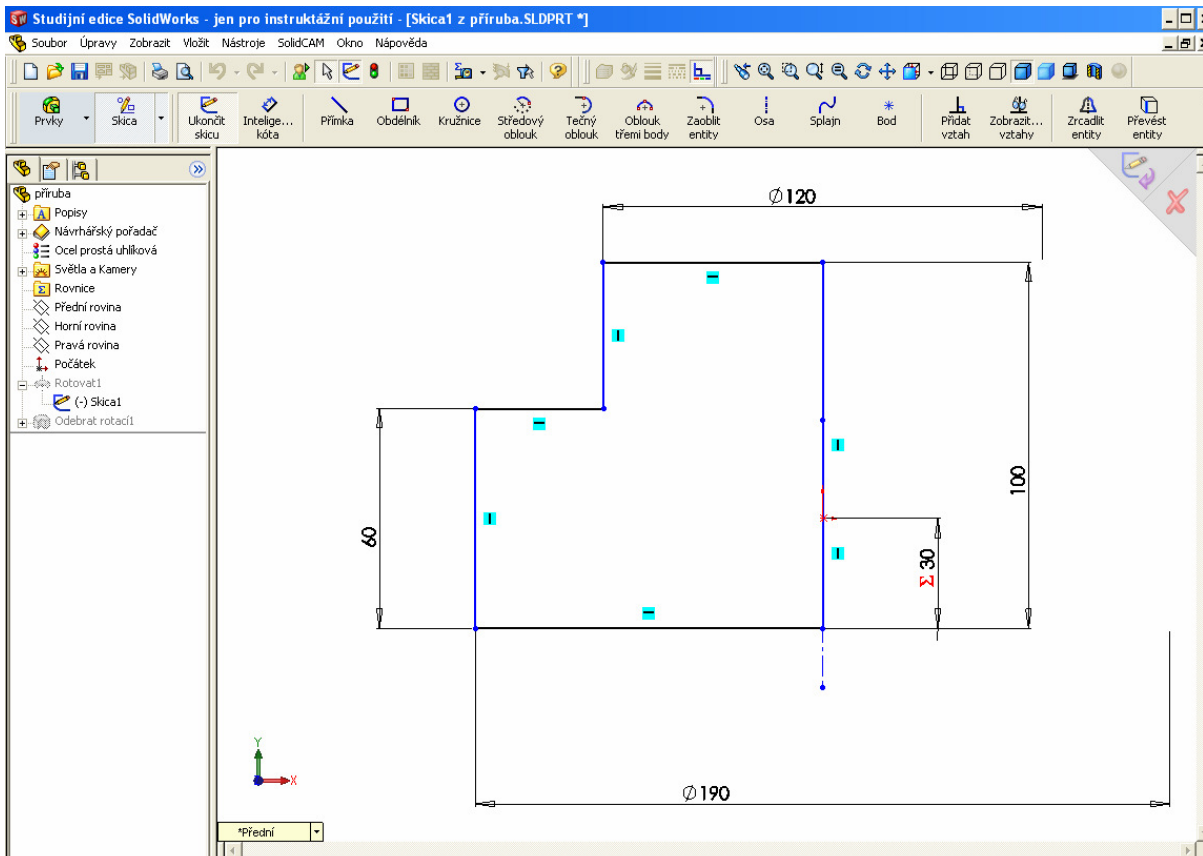 Studijní edice SolidWorks - jen pro instruktážní použití - [Skica1 z příruba.SLDPRT *]
Soubor Úpravy Zobrazit Vložit Nástroje SolidCAM Okno Nápověda
Prvky Skica Ukončit skicu Intelige... kóta Přímka Obdélník Kružnice Středový oblouk Tečný oblouk Oblouk třemi body Zaoblit entity Osa Splajn Bod Přidat vztah Zobrazit... vztahy Zrcadlit entity Převést entity
příruba
Popisy
Návrhářský pořadač
Ocel prostá uhlíková
Světla a Kamery
Rovnice
Přední rovina
Horní rovina
Pravá rovina
Počátek
Rotovat1
(-) Skica1
Odebrat rotací1
∅120
100
60
Σ 30
∅190
Y
X
*Přední